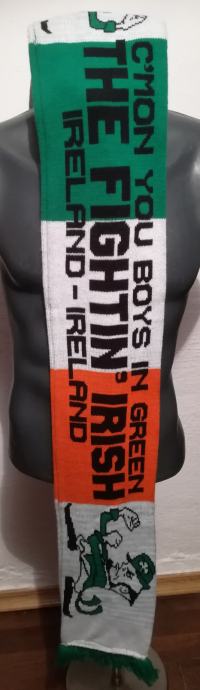 C'MON YOU BOYS IN GREEN
THE FIGHTIN' IRISH
IRELAND - IRELAND